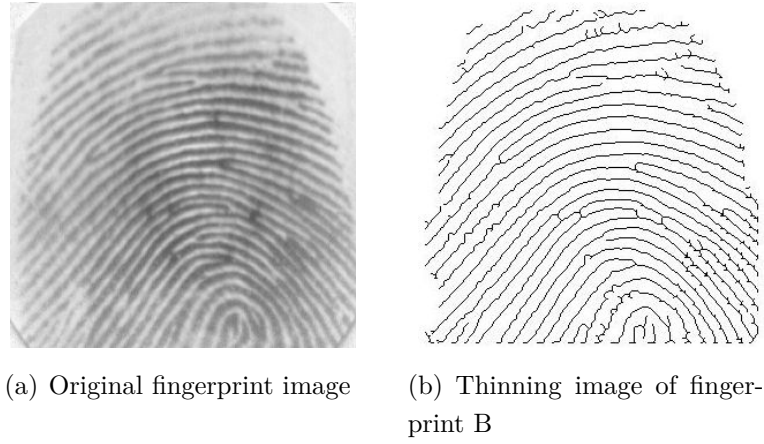 (a) Original fingerprint image
(b) Thinning image of finger-
print B